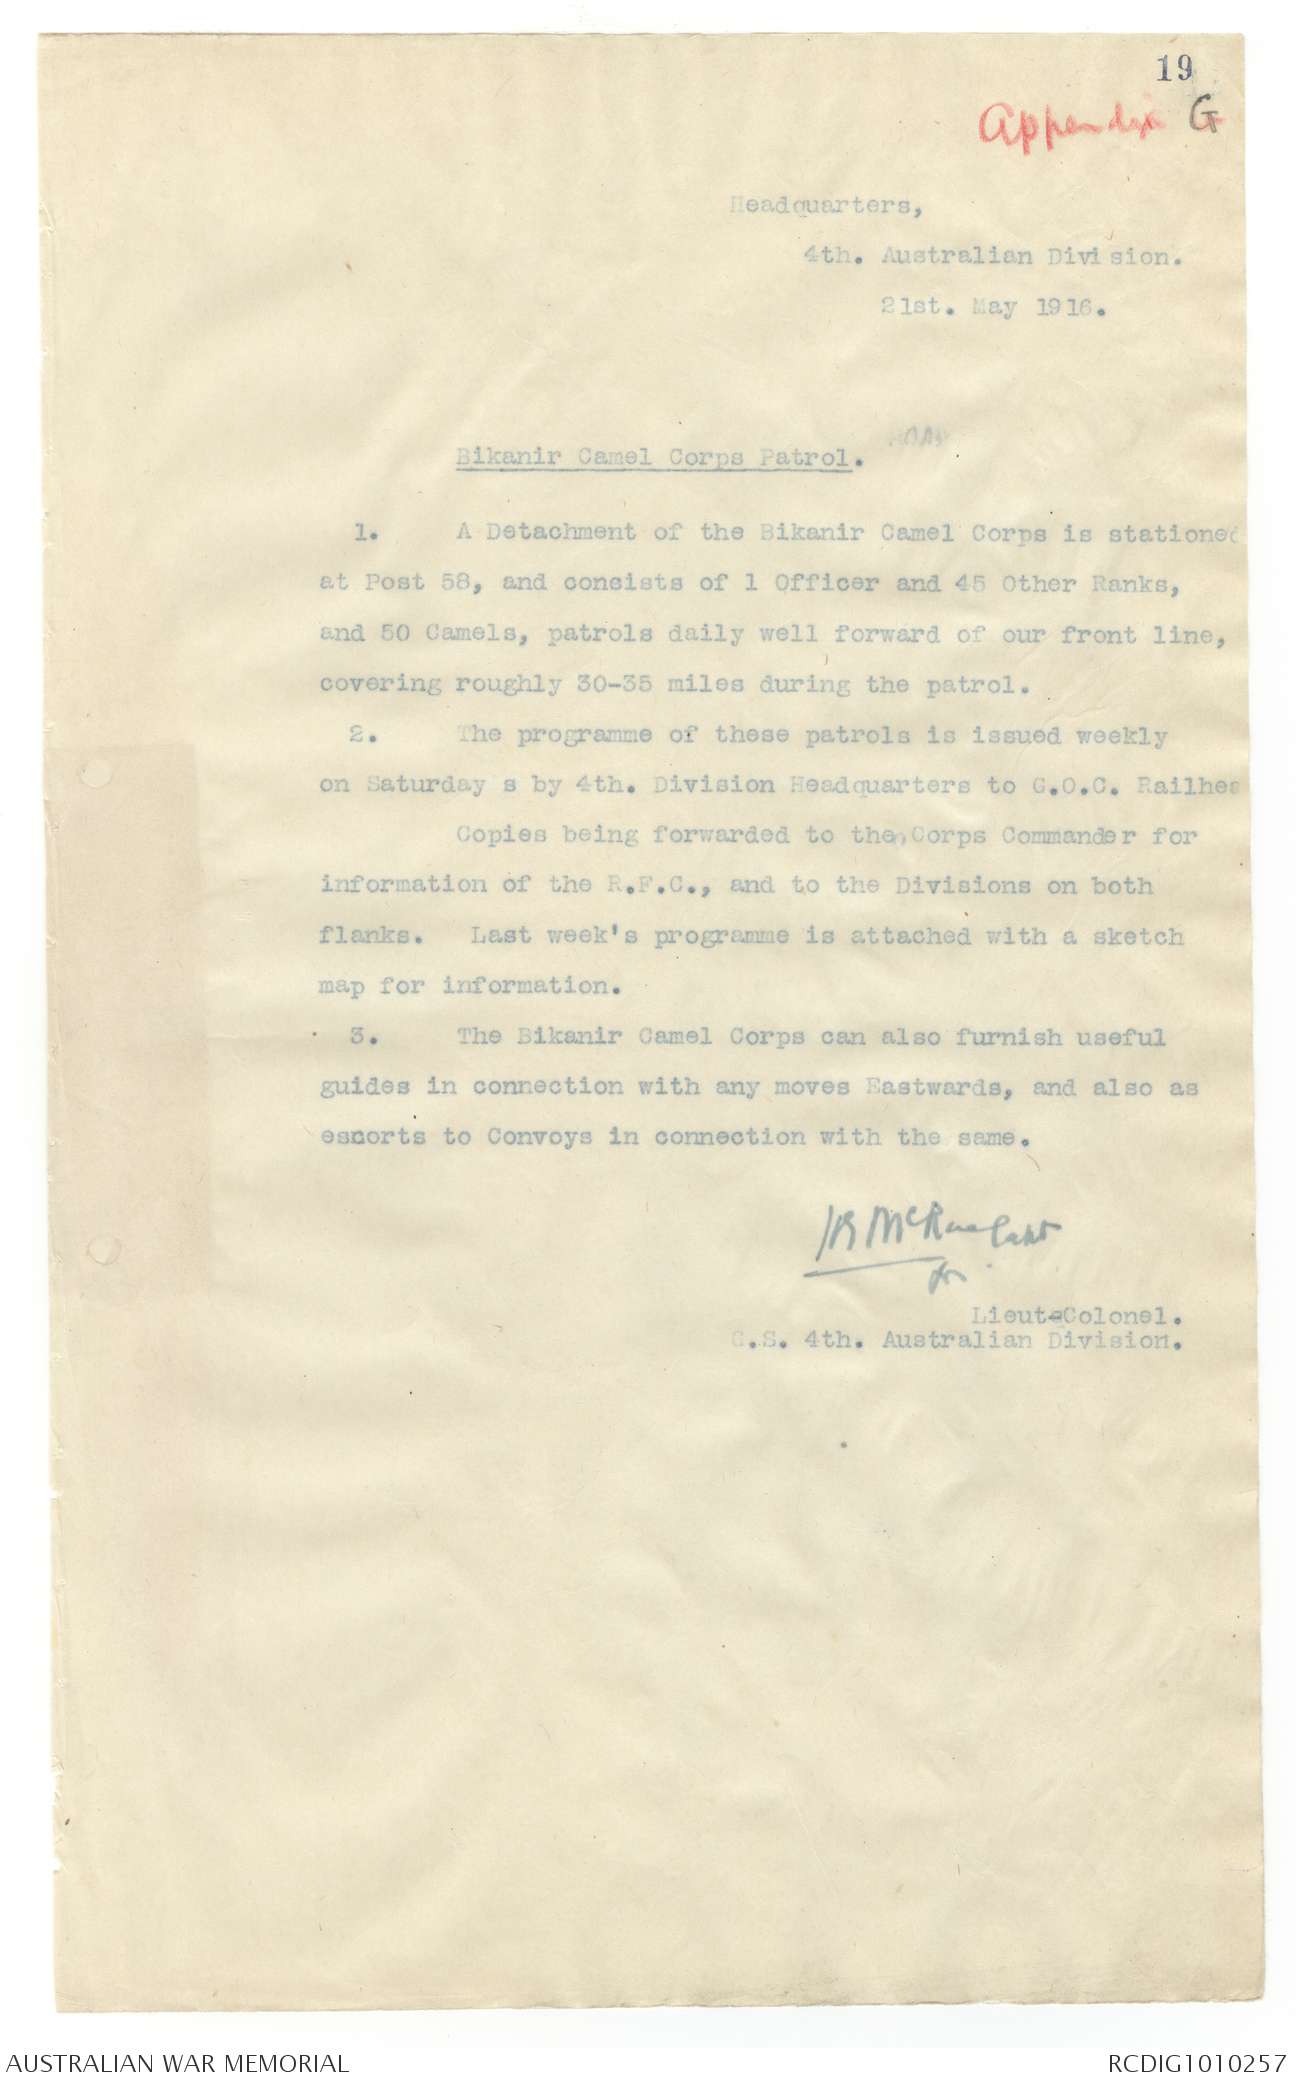 19
Appendix G
Headquarters,
4th. Australian Division.
21st. May 1916.
Bikanir Camel Corps Patrol.
1. A Detachment of the Bikanir Camel Corps is stationed
at Post 58, and consists of 1 Officer and 45 Other Ranks,
and 50 Camels, patrols daily well forward of our front line,
covering roughly 30-35 miles during the patrol.
2. The programme of these patrols is issued weekly
on Saturday s by 4th. Division Headquarters to G.O.C. Railhea
Copies being forwarded to the Corps Commander for
information of the R.F.C., and to the Divisions on both
flanks. Last week's programme is attached with a sketch
map for information.
3. The Bikanir Camel Corps can also furnish useful
guides in connection with any moves Eastwards, and also as
escorts to Convoys in connection with the same.
McRae Capt
for
Lieut-Colonel.
G.S. 4th. Australian Division.
AUSTRALIAN WAR MEMORIAL
RCDIG1010257